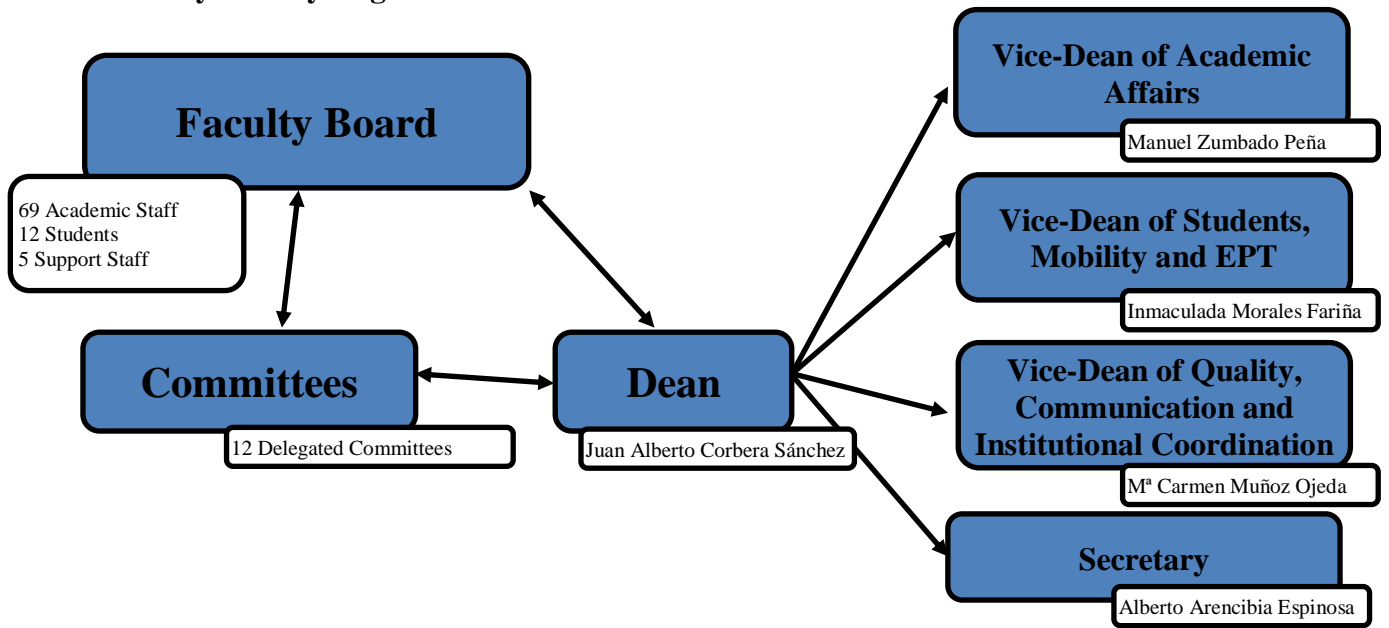 Faculty Board
69 Academic Staff
12 Students
5 Support Staff
Committees
12 Delegated Committees
Dean
Juan Alberto Corbera Sánchez
Vice-Dean of Academic
Affairs
Manuel Zumbado Peña
Vice-Dean of Students,
Mobility and EPT
Inmaculada Morales Fariña
Vice-Dean of Quality,
Communication and
Institutional Coordination
Mª Carmen Muñoz Ojeda
Secretary
Alberto Arencibia Espinosa